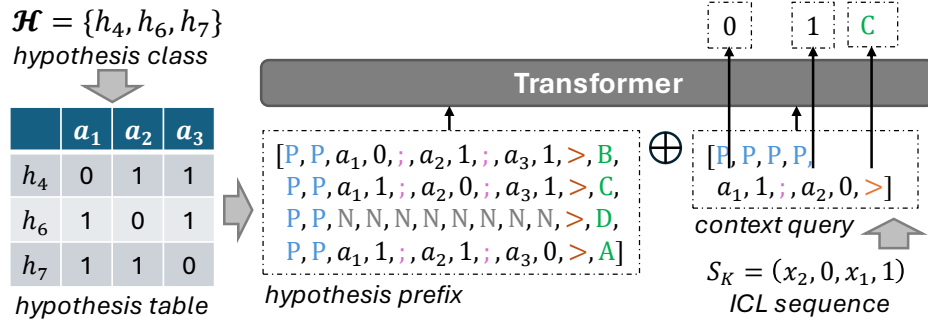 𝓗 = {h₄, h₆, h₇}
hypothesis class
a₁ a₂ a₃
h₄ 0 1 1
h₆ 1 0 1
h₇ 1 1 0
hypothesis table
Transformer
[P, P, a₁, 0, ;, a₂, 1, ;, a₃, 1, >, B,
P, P, a₁, 1, ;, a₂, 0, ;, a₃, 1, >, C,
P, P, N, N, N, N, N, N, N, N, >, D,
P, P, a₁, 1, ;, a₂, 1, ;, a₃, 0, >, A]
hypothesis prefix
⊕
0 1 C
[P, P, P, P,
a₁, 1, ;, a₂, 0, >]
context query
S_K = (x₂, 0, x₁, 1)
ICL sequence